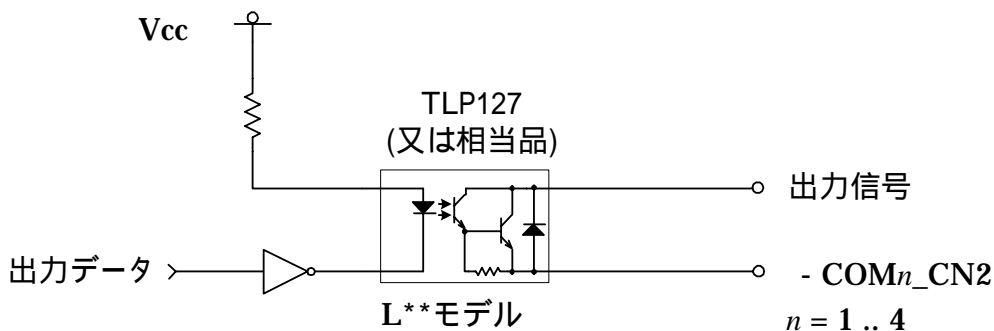 Vcc
TLP127
(又は相当品)
出力信号
出力データ
- COMn_CN2
L**モデル
n = 1 .. 4